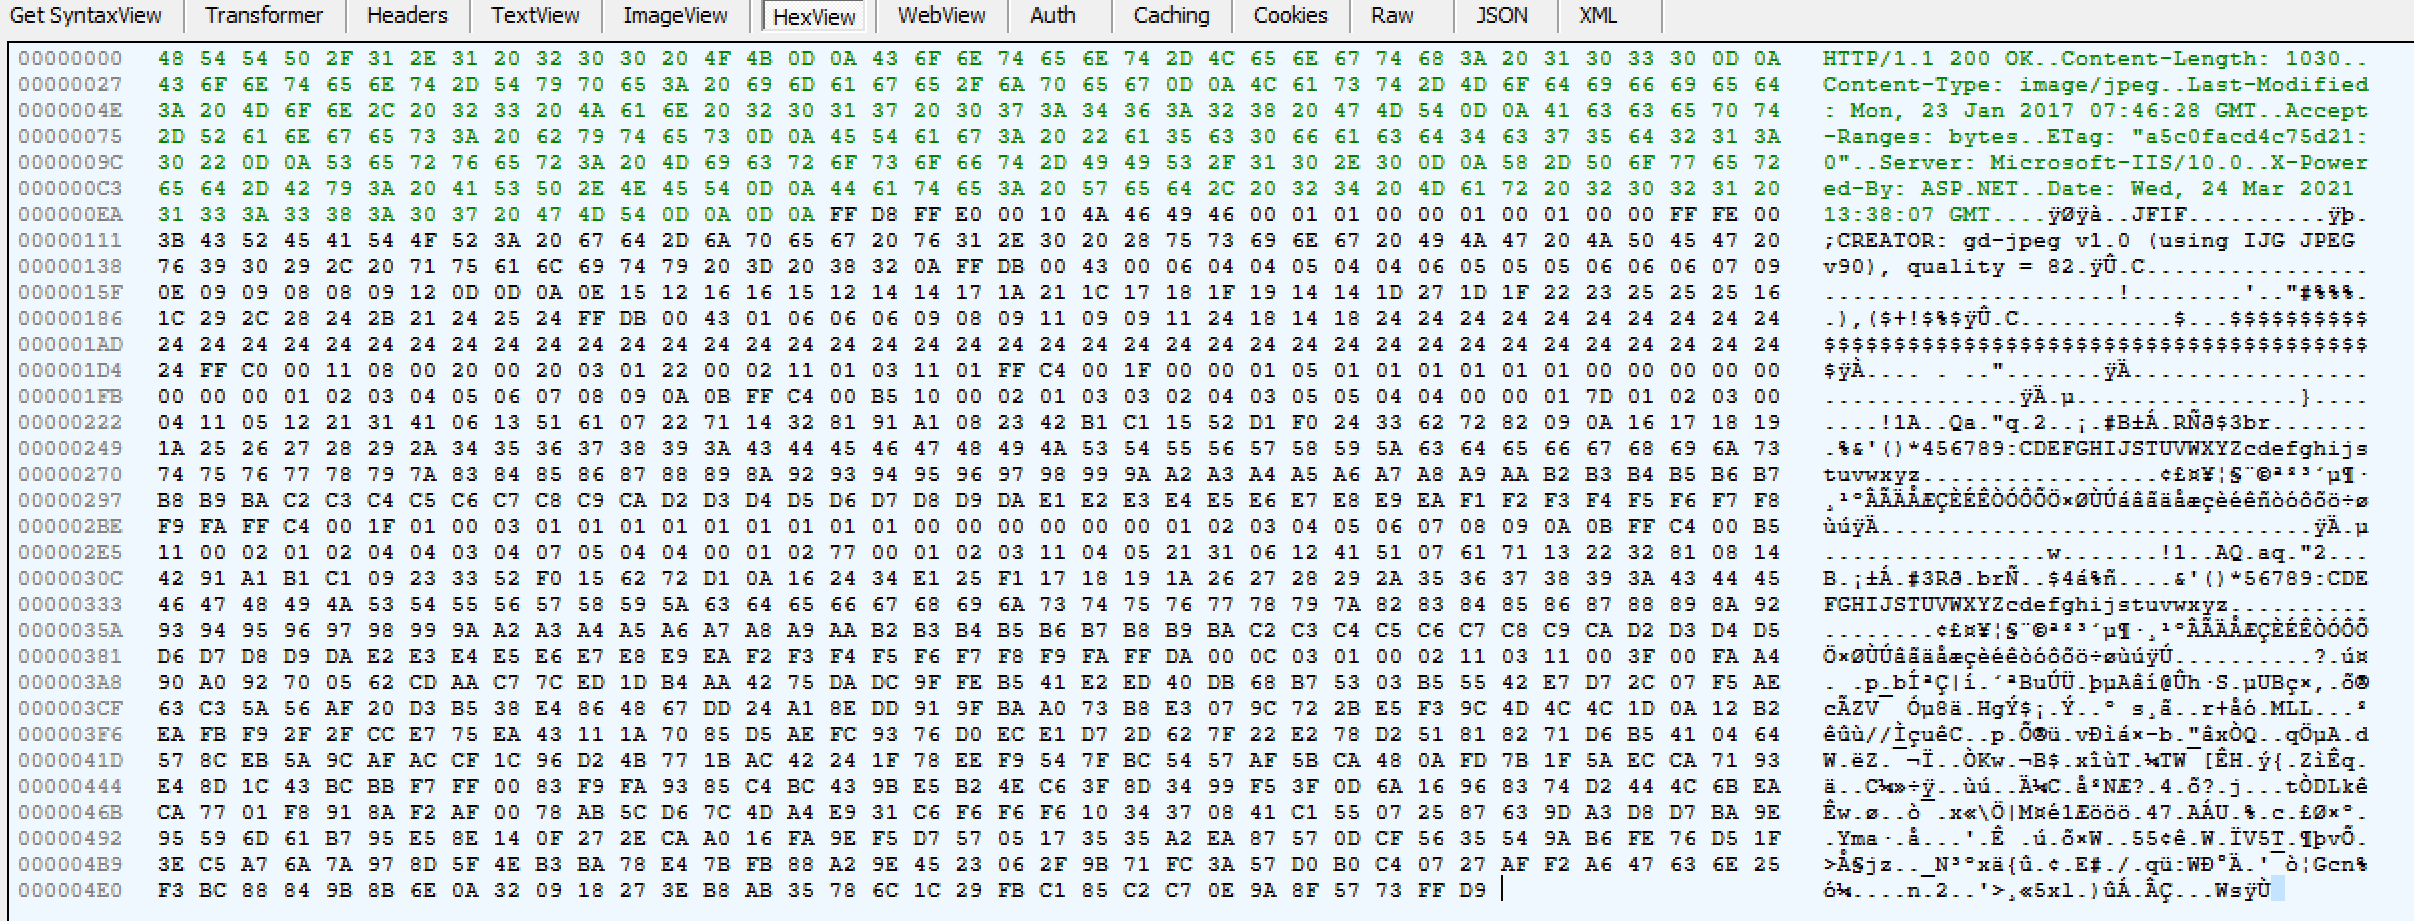 Get SyntaxView Transformer Headers TextView ImageView HexView WebView Auth Caching Cookies Raw JSON XML
00000000 48 54 54 50 2F 31 2E 31 20 32 30 30 20 4F 4B 0D 0A 43 6F 6E 74 65 6E 74 2D 4C 65 6E 67 74 68 3A 20 31 30 33 30 0D 0A HTTP/1.1 200 OK..Content-Length: 1030..
00000027 43 6F 6E 74 65 6E 74 2D 54 79 70 65 3A 20 69 6D 61 67 65 2F 6A 70 65 67 0D 0A 4C 61 73 74 2D 4D 6F 64 69 66 69 65 64 Content-Type: image/jpeg..Last-Modified
0000004E 3A 20 4D 6F 6E 2C 20 32 33 20 4A 61 6E 20 32 30 31 37 20 30 37 3A 34 36 3A 32 38 20 47 4D 54 0D 0A 41 63 63 65 70 74 : Mon, 23 Jan 2017 07:46:28 GMT..Accept
00000075 2D 52 61 6E 67 65 73 3A 20 62 79 74 65 73 0D 0A 45 54 61 67 3A 20 22 61 35 63 30 66 61 63 64 34 63 37 35 64 32 31 3A -Ranges: bytes..ETag: "a5c0facd4c75d21:
0000009C 30 22 0D 0A 53 65 72 76 65 72 3A 20 4D 69 63 72 6F 73 6F 66 74 2D 49 49 53 2F 31 30 2E 30 0D 0A 58 2D 50 6F 77 65 72 0"..Server: Microsoft-IIS/10.0..X-Power
000000C3 65 64 2D 42 79 3A 20 41 53 50 2E 4E 45 54 0D 0A 44 61 74 65 3A 20 57 65 64 2C 20 32 34 20 4D 61 72 20 32 30 32 31 20 ed-By: ASP.NET..Date: Wed, 24 Mar 2021
000000EA 31 33 3A 33 38 3A 30 37 20 47 4D 54 0D 0A 0D 0A FF D8 FF E0 00 10 4A 46 49 46 00 01 01 00 00 01 00 01 00 00 FF FE 00 13:38:07 GMT....ÿØÿà..JFIF..........ÿþ.
00000111 3B 43 52 45 41 54 4F 52 3A 20 67 64 2D 6A 70 65 67 20 76 31 2E 30 20 28 75 73 69 6E 67 20 49 4A 47 20 4A 50 45 47 20 ;CREATOR: gd-jpeg v1.0 (using IJG JPEG
00000138 76 39 30 29 2C 20 71 75 61 6C 69 74 79 20 3D 20 38 32 0A FF DB 00 43 00 06 04 04 05 04 04 06 05 05 05 06 06 06 07 09 v90), quality = 82.ÿÛ.C................
0000015F 0E 09 09 08 08 09 12 0D 0D 0A 0E 15 12 16 16 15 12 14 14 17 1A 21 1C 17 18 1F 19 14 14 1D 27 1D 1F 22 23 25 25 25 16 .....................!........'.."#%%%.
00000186 1C 29 2C 28 24 2B 21 24 25 24 FF DB 00 43 01 06 06 06 09 08 09 11 09 09 11 24 18 14 18 24 24 24 24 24 24 24 24 24 24 .),($+!$%$ÿÛ.C...........$...$$$$$$$$$$
000001AD 24 24 24 24 24 24 24 24 24 24 24 24 24 24 24 24 24 24 24 24 24 24 24 24 24 24 24 24 24 24 24 24 24 24 24 24 24 24 24 $$$$$$$$$$$$$$$$$$$$$$$$$$$$$$$$$$$$$$$
000001D4 24 FF C0 00 11 08 00 20 00 20 03 01 22 00 02 11 01 03 11 01 FF C4 00 1F 00 00 01 05 01 01 01 01 01 01 00 00 00 00 00 $ÿÀ.... . ..".......ÿÄ.................
000001FB 00 00 00 01 02 03 04 05 06 07 08 09 0A 0B FF C4 00 B5 10 00 02 01 03 03 02 04 03 05 05 04 04 00 00 01 7D 01 02 03 00 ..............ÿÄ.µ................}....
00000222 04 11 05 12 21 31 41 06 13 51 61 07 22 71 14 32 81 91 A1 08 23 42 B1 C1 15 52 D1 F0 24 33 62 72 82 09 0A 16 17 18 19 ....!1A..Qa."q.2..¡.#B±Á.RÑð$3br.......
00000249 1A 25 26 27 28 29 2A 34 35 36 37 38 39 3A 43 44 45 46 47 48 49 4A 53 54 55 56 57 58 59 5A 63 64 65 66 67 68 69 6A 73 .%&'()*456789:CDEFGHIJSTUVWXYZcdefghijs
00000270 74 75 76 77 78 79 7A 83 84 85 86 87 88 89 8A 92 93 94 95 96 97 98 99 9A A2 A3 A4 A5 A6 A7 A8 A9 AA B2 B3 B4 B5 B6 B7 tuvwxyz.................¢£¤¥¦§¨©ª²³´µ¶·
00000297 B8 B9 BA C2 C3 C4 C5 C6 C7 C8 C9 CA D2 D3 D4 D5 D6 D7 D8 D9 DA E1 E2 E3 E4 E5 E6 E7 E8 E9 EA F1 F2 F3 F4 F5 F6 F7 F8 ¸¹ºÂÃÄÅÆÇÈÉÊÒÓÔÕÖ×ØÙÚáâãäåæçèéêñòóôõö÷ø
000002BE F9 FA FF C4 00 1F 01 00 03 01 01 01 01 01 01 01 01 01 00 00 00 00 00 00 01 02 03 04 05 06 07 08 09 0A 0B FF C4 00 B5 ùúÿÄ...............................ÿÄ.µ
000002E5 11 00 02 01 02 04 04 03 04 07 05 04 04 00 01 02 77 00 01 02 03 11 04 05 21 31 06 12 41 51 07 61 71 13 22 32 81 08 14 ................w.......!1..AQ.aq."2...
0000030C 42 91 A1 B1 C1 09 23 33 52 F0 15 62 72 D1 0A 16 24 34 E1 25 F1 17 18 19 1A 26 27 28 29 2A 35 36 37 38 39 3A 43 44 45 B.¡±Á.#3Rð.brÑ..$4á%ñ....&'()*56789:CDE
00000333 46 47 48 49 4A 53 54 55 56 57 58 59 5A 63 64 65 66 67 68 69 6A 73 74 75 76 77 78 79 7A 82 83 84 85 86 87 88 89 8A 92 FGHIJSTUVWXYZcdefghijstuvwxyz..........
0000035A 93 94 95 96 97 98 99 9A A2 A3 A4 A5 A6 A7 A8 A9 AA B2 B3 B4 B5 B6 B7 B8 B9 BA C2 C3 C4 C5 C6 C7 C8 C9 CA D2 D3 D4 D5 ........¢£¤¥¦§¨©ª²³´µ¶·¸¹ºÂÃÄÅÆÇÈÉÊÒÓÔÕ
00000381 D6 D7 D8 D9 DA E2 E3 E4 E5 E6 E7 E8 E9 EA F2 F3 F4 F5 F6 F7 F8 F9 FA FF DA 00 0C 03 01 00 02 11 03 11 00 3F 00 FA A4 Ö×ØÙÚâãäåæçèéêòóôõö÷øùúÿÚ..........?.ú¤
000003A8 90 A0 92 70 05 62 CD AA C7 7C ED 1D B4 AA 42 75 DA DC 9F FE B5 41 E2 ED 40 DB 68 B7 53 03 B5 55 42 E7 D7 2C 07 F5 AE . .p.bÍªÇ|í.´ªBuÚÜ.þµAâí@Ûh·S.µUBç×,.õ®
000003CF 63 C3 5A 56 AF 20 D3 B5 38 E4 86 48 67 DD 24 A1 8E DD 91 9F BA A0 73 B8 E3 07 9C 72 2B E5 F3 9C 4D 4C 4C 1D 0A 12 B2 cÃZV¯ Óµ8ä.HgÝ$¡.Ý..º s¸ã..r+åó.MLL...²
000003F6 EA FB F9 2F 2F CC E7 75 EA 43 11 1A 70 85 D5 AE FC 93 76 D0 EC E1 D7 2D 62 7F 22 E2 78 D2 51 81 82 71 D6 B5 41 04 64 êûù//ÌçuêC..p.Õ®ü.vÐìá×-b."âxÒQ..qÖµA.d
0000041D 57 8C EB 5A 9C AF AC CF 1C 96 D2 4B 77 1B AC 42 24 1F 78 EE F9 54 7F BC 54 57 AF 5B CA 48 0A FD 7B 1F 5A EC CA 71 93 W.ëZ.¯¬Ï..ÒKw.¬B$.xîùT.¼TW¯[ÊH.ý{.ZìÊq.
00000444 E4 8D 1C 43 BC BB F7 FF 00 83 F9 FA 93 85 C4 BC 43 9B E5 B2 4E C6 3F 8D 34 99 F5 3F 0D 6A 16 96 83 74 D2 44 4C 6B EA ä..C¼»÷ÿ..ùú..Ä¼C.å²NÆ?.4.õ?.j...tÒDLkê
0000046B CA 77 01 F8 91 8A F2 AF 00 78 AB 5C D6 7C 4D A4 E9 31 C6 F6 F6 F6 10 34 37 08 41 C1 55 07 25 87 63 9D A3 D8 D7 BA 9E Êw.ø..ò¯.x«\Ö|M¤é1Æööö.47.AÁU.%.c.£Ø×º.
00000492 95 59 6D 61 B7 95 E5 8E 14 0F 27 2E CA A0 16 FA 9E F5 D7 57 05 17 35 35 A2 EA 87 57 0D CF 56 35 54 9A B6 FE 76 D5 1F .Yma·.å...'.Ê .ú.õ×W..55¢ê.W.ÏV5T.¶þvÕ.
000004B9 3E C5 A7 6A 7A 97 8D 5F 4E B3 BA 78 E4 7B FB 88 A2 9E 45 23 06 2F 9B 71 FC 3A 57 D0 B0 C4 07 27 AF F2 A6 47 63 6E 25 >Å§jz.._N³ºxä{û.¢.E#./.qü:WÐ°Ä.'¯ò¦Gcn%
000004E0 F3 BC 88 84 9B 8B 6E 0A 32 09 18 27 3E B8 AB 35 78 6C 1C 29 FB C1 85 C2 C7 0E 9A 8F 57 73 FF D9 ó¼....n.2..'>¸«5xl.)ûÁ.ÂÇ...WsÿÙ